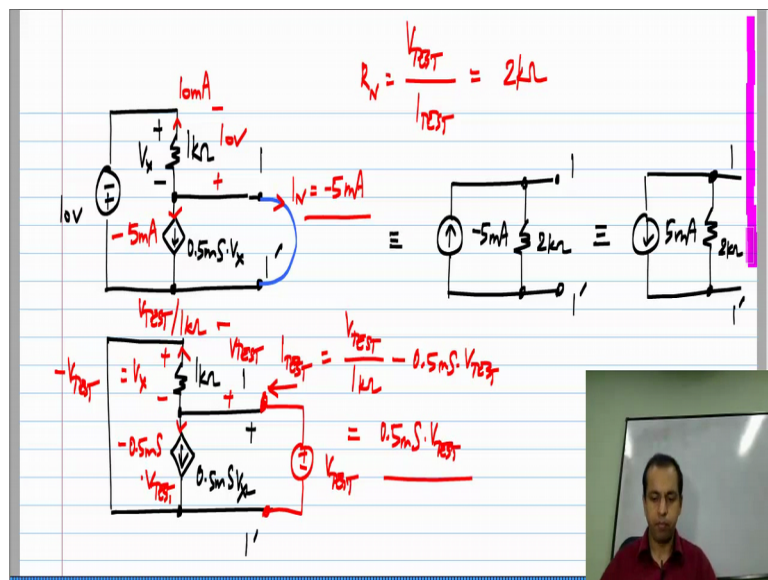 R_N = V_TEST / I_TEST = 2kΩ
10mA -
+ 1kΩ 10V
V_x
- + 1
10V
I_N = -5mA
-5mA 0.5mS·V_x
1'
≡ -5mA 2kΩ ≡ 5mA 2kΩ
1 1
1' 1'
V_TEST/1kΩ -
+ V_TEST
-V_TEST = V_x 1kΩ 1
- +
I_TEST = V_TEST / 1kΩ - 0.5mS·V_TEST
= 0.5mS·V_TEST
+
-0.5mS·V_TEST 0.5mSV_x V_TEST
1'